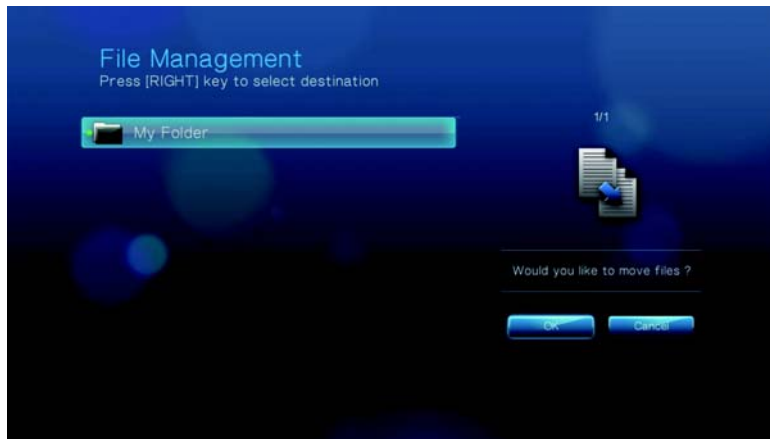 File Management
Press [RIGHT] key to select destination
My Folder
1/1
Would you like to move files ?
OK
Cancel